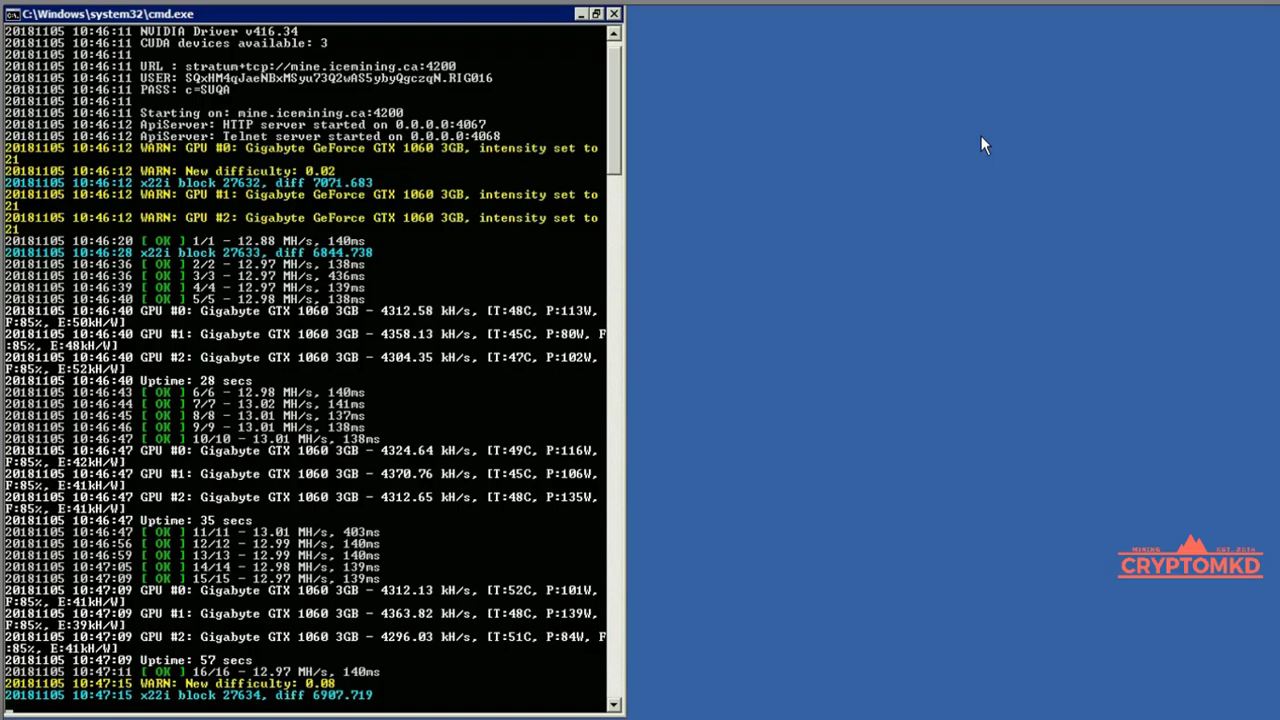 C:\Windows\system32\cmd.exe
20181105 10:46:11 NVIDIA Driver v416.34
20181105 10:46:11 CUDA devices available: 3
20181105 10:46:11
20181105 10:46:11 URL : stratum+tcp://mine.icemining.ca:4200
20181105 10:46:11 USER: SQxHM4qJaeNBxMSyu73Q2wAS5ybyQgczqN.RIG016
20181105 10:46:11 PASS: c=SUQA
20181105 10:46:11
20181105 10:46:11 Starting on: mine.icemining.ca:4200
20181105 10:46:12 ApiServer: HTTP server started on 0.0.0.0:4067
20181105 10:46:12 ApiServer: Telnet server started on 0.0.0.0:4068
20181105 10:46:12 WARN: GPU #0: Gigabyte GeForce GTX 1060 3GB, intensity set to
21
20181105 10:46:12 WARN: New difficulty: 0.02
20181105 10:46:12 x22i block 27632, diff 7071.683
20181105 10:46:12 WARN: GPU #1: Gigabyte GeForce GTX 1060 3GB, intensity set to
21
20181105 10:46:12 WARN: GPU #2: Gigabyte GeForce GTX 1060 3GB, intensity set to
21
20181105 10:46:20 [ OK ] 1/1 - 12.88 MH/s, 140ms
20181105 10:46:28 x22i block 27633, diff 6844.738
20181105 10:46:36 [ OK ] 2/2 - 12.97 MH/s, 138ms
20181105 10:46:36 [ OK ] 3/3 - 12.97 MH/s, 436ms
20181105 10:46:39 [ OK ] 4/4 - 12.97 MH/s, 139ms
20181105 10:46:40 [ OK ] 5/5 - 12.98 MH/s, 138ms
20181105 10:46:40 GPU #0: Gigabyte GTX 1060 3GB - 4312.58 kH/s, [T:48C, P:113W,
F:85%, E:50kH/W]
20181105 10:46:40 GPU #1: Gigabyte GTX 1060 3GB - 4358.13 kH/s, [T:45C, P:80W, F
:85%, E:48kH/W]
20181105 10:46:40 GPU #2: Gigabyte GTX 1060 3GB - 4304.35 kH/s, [T:47C, P:102W,
F:85%, E:52kH/W]
20181105 10:46:40 Uptime: 28 secs
20181105 10:46:43 [ OK ] 6/6 - 12.98 MH/s, 140ms
20181105 10:46:44 [ OK ] 7/7 - 13.02 MH/s, 141ms
20181105 10:46:45 [ OK ] 8/8 - 13.01 MH/s, 137ms
20181105 10:46:46 [ OK ] 9/9 - 13.01 MH/s, 138ms
20181105 10:46:47 [ OK ] 10/10 - 13.01 MH/s, 138ms
20181105 10:46:47 GPU #0: Gigabyte GTX 1060 3GB - 4324.64 kH/s, [T:49C, P:116W,
F:85%, E:42kH/W]
20181105 10:46:47 GPU #1: Gigabyte GTX 1060 3GB - 4370.76 kH/s, [T:45C, P:106W,
F:85%, E:41kH/W]
20181105 10:46:47 GPU #2: Gigabyte GTX 1060 3GB - 4312.65 kH/s, [T:48C, P:135W,
F:85%, E:41kH/W]
20181105 10:46:47 Uptime: 35 secs
20181105 10:46:47 [ OK ] 11/11 - 13.01 MH/s, 403ms
20181105 10:46:56 [ OK ] 12/12 - 12.99 MH/s, 140ms
20181105 10:46:59 [ OK ] 13/13 - 12.99 MH/s, 140ms
20181105 10:47:05 [ OK ] 14/14 - 12.98 MH/s, 139ms
20181105 10:47:09 [ OK ] 15/15 - 12.97 MH/s, 139ms
20181105 10:47:09 GPU #0: Gigabyte GTX 1060 3GB - 4312.13 kH/s, [T:52C, P:101W,
F:85%, E:41kH/W]
20181105 10:47:09 GPU #1: Gigabyte GTX 1060 3GB - 4363.82 kH/s, [T:48C, P:139W,
F:85%, E:39kH/W]
20181105 10:47:09 GPU #2: Gigabyte GTX 1060 3GB - 4296.03 kH/s, [T:51C, P:84W, F
:85%, E:41kH/W]
20181105 10:47:09 Uptime: 57 secs
20181105 10:47:11 [ OK ] 16/16 - 12.97 MH/s, 140ms
20181105 10:47:15 WARN: New difficulty: 0.08
20181105 10:47:15 x22i block 27634, diff 6907.719
MINING
CRYPTOMKD